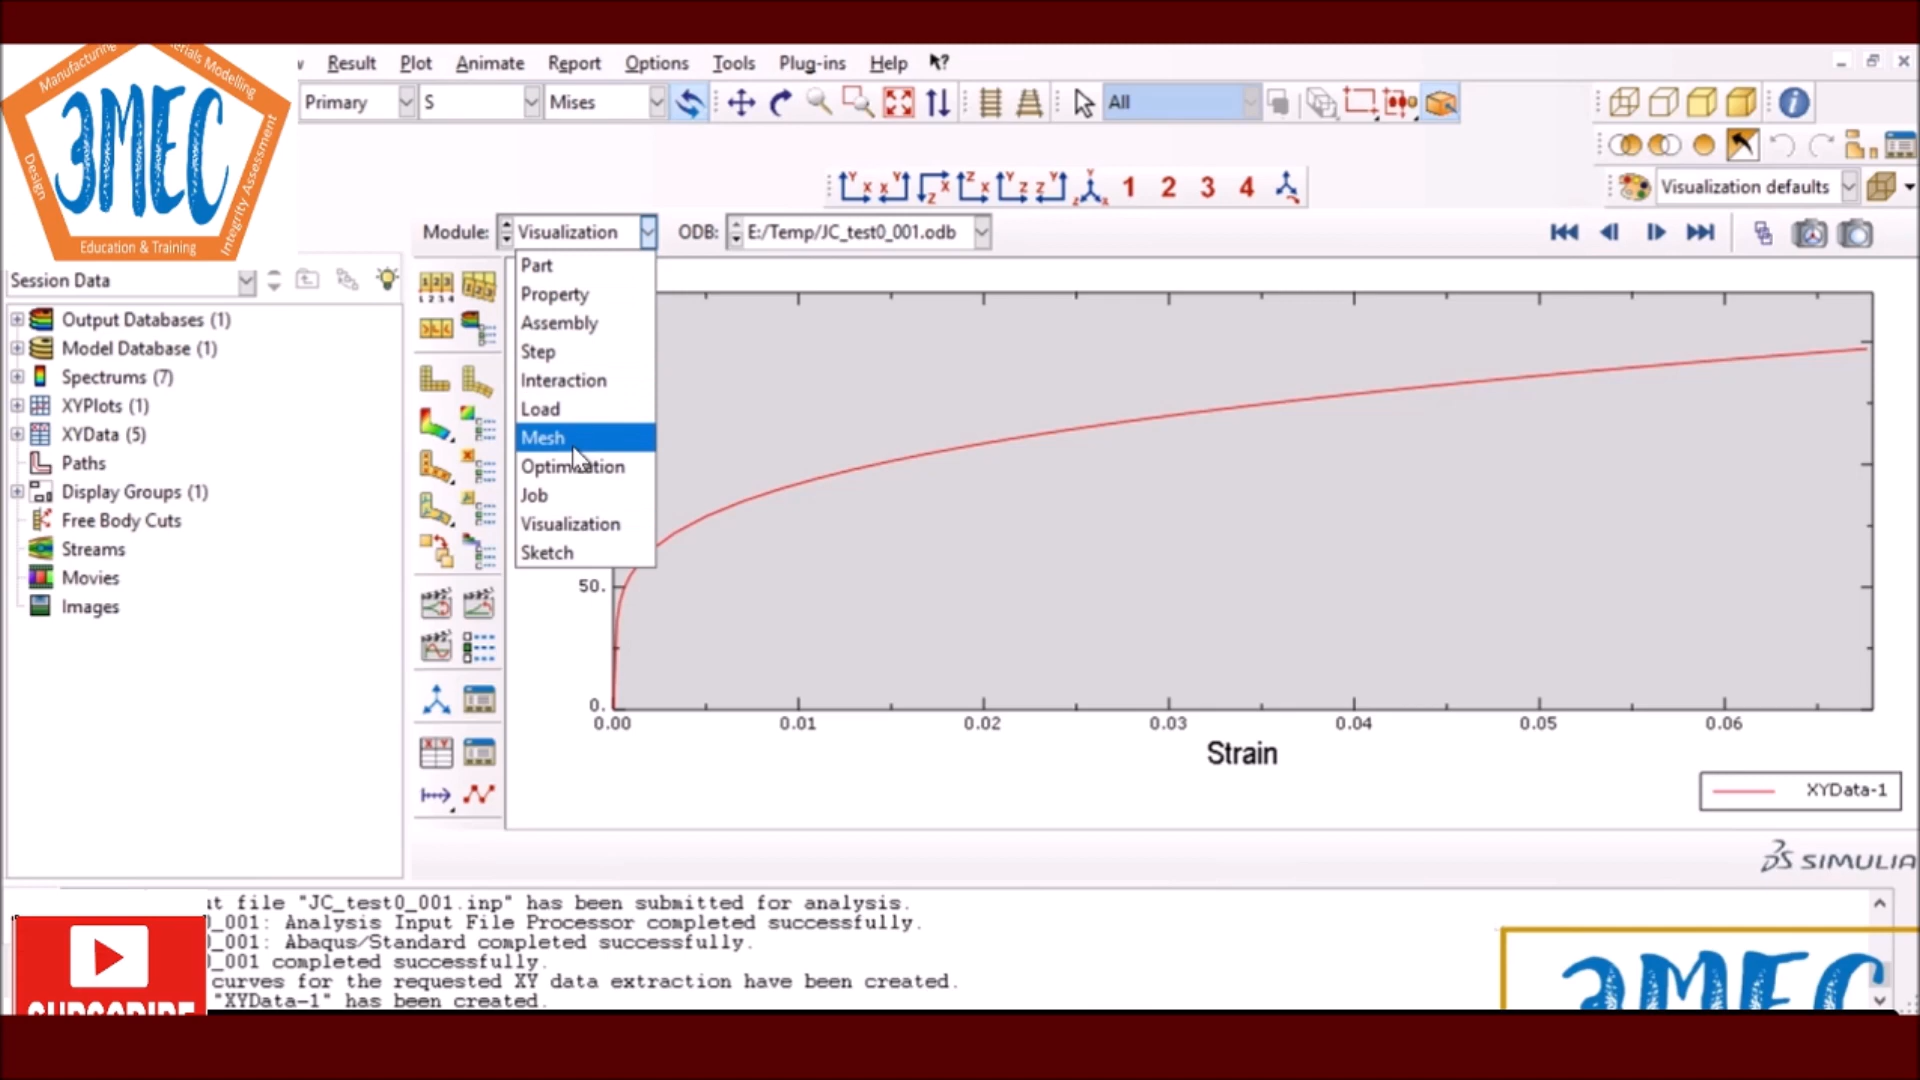 Manufacturing
Materials Modelling
3MEC
Design
Integrity Assessment
Education & Training
Result Plot Animate Report Options Tools Plug-ins Help
Primary S Mises All
1 2 3 4
Visualization defaults
Module: Visualization ODB: E:/Temp/JC_test0_001.odb
Session Data
Output Databases (1)
Model Database (1)
Spectrums (7)
XYPlots (1)
XYData (5)
Paths
Display Groups (1)
Free Body Cuts
Streams
Movies
Images
Part
Property
Assembly
Step
Interaction
Load
Mesh
Optimization
Job
Visualization
Sketch
50.
0.
0.00 0.01 0.02 0.03 0.04 0.05 0.06
Strain
XYData-1
SIMULIA
file "JC_test0_001.inp" has been submitted for analysis.
_001: Analysis Input File Processor completed successfully.
_001: Abaqus/Standard completed successfully.
_001 completed successfully.
curves for the requested XY data extraction have been created.
"XYData-1" has been created.
SUBSCRIBE
3MEC